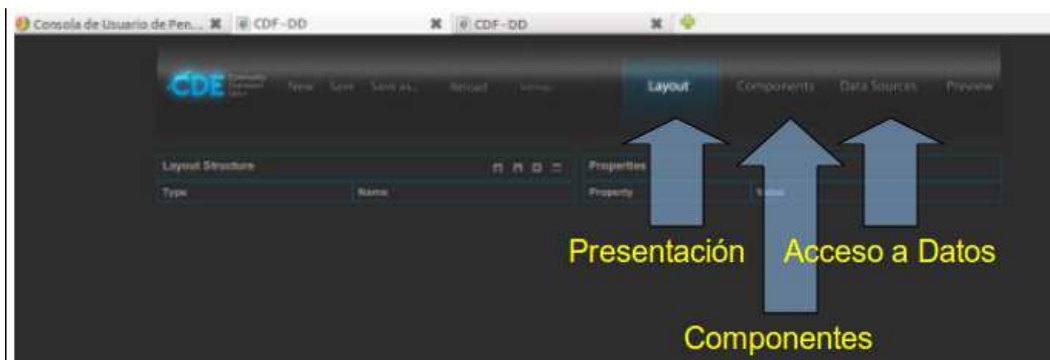 Consola de Usuario de Pen... CDF-DD CDF-DD
CDE New Save Save as... Reload Layout Components Data Sources Preview
Layout Structure Properties
Type Name Property Value
Presentación Acceso a Datos
Componentes